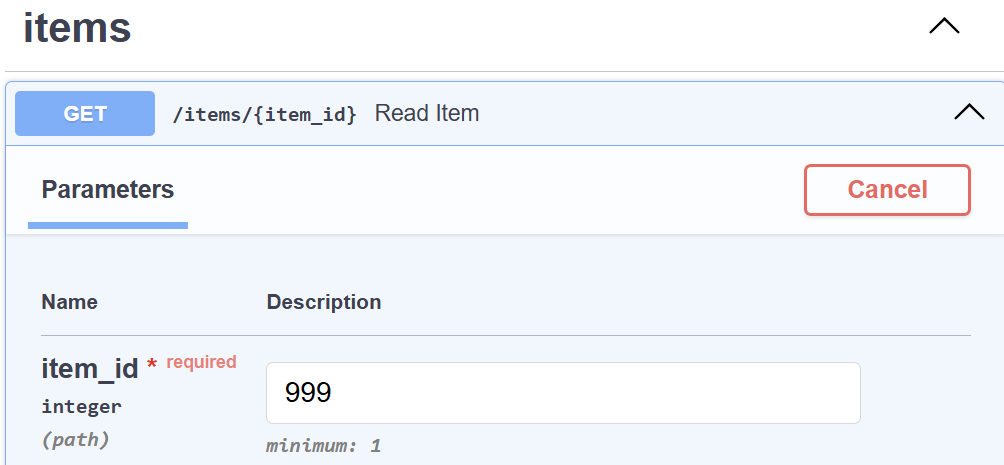 items
GET /items/{item_id} Read Item
Parameters Cancel
Name Description
item_id * required
integer
(path)
999
minimum: 1